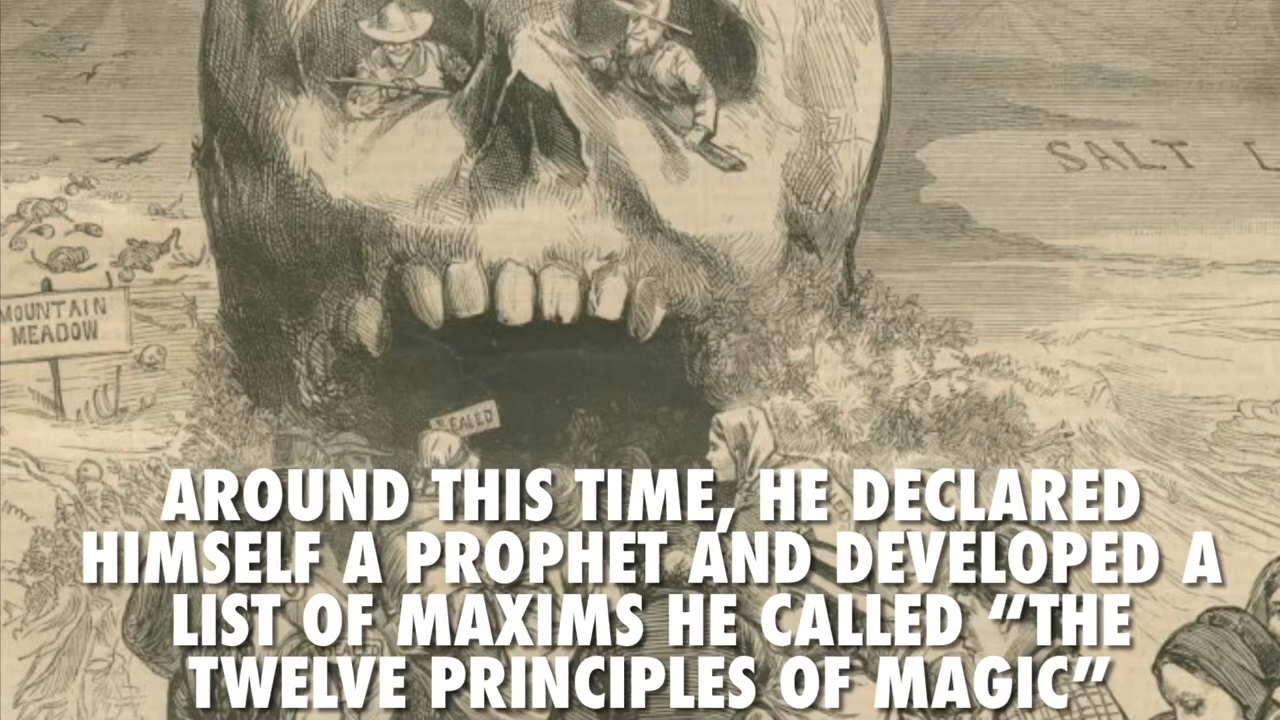 SALT L
MOUNTAIN
MEADOW
SEALED
AROUND THIS TIME, HE DECLARED
HIMSELF A PROPHET AND DEVELOPED A
LIST OF MAXIMS HE CALLED “THE
TWELVE PRINCIPLES OF MAGIC”